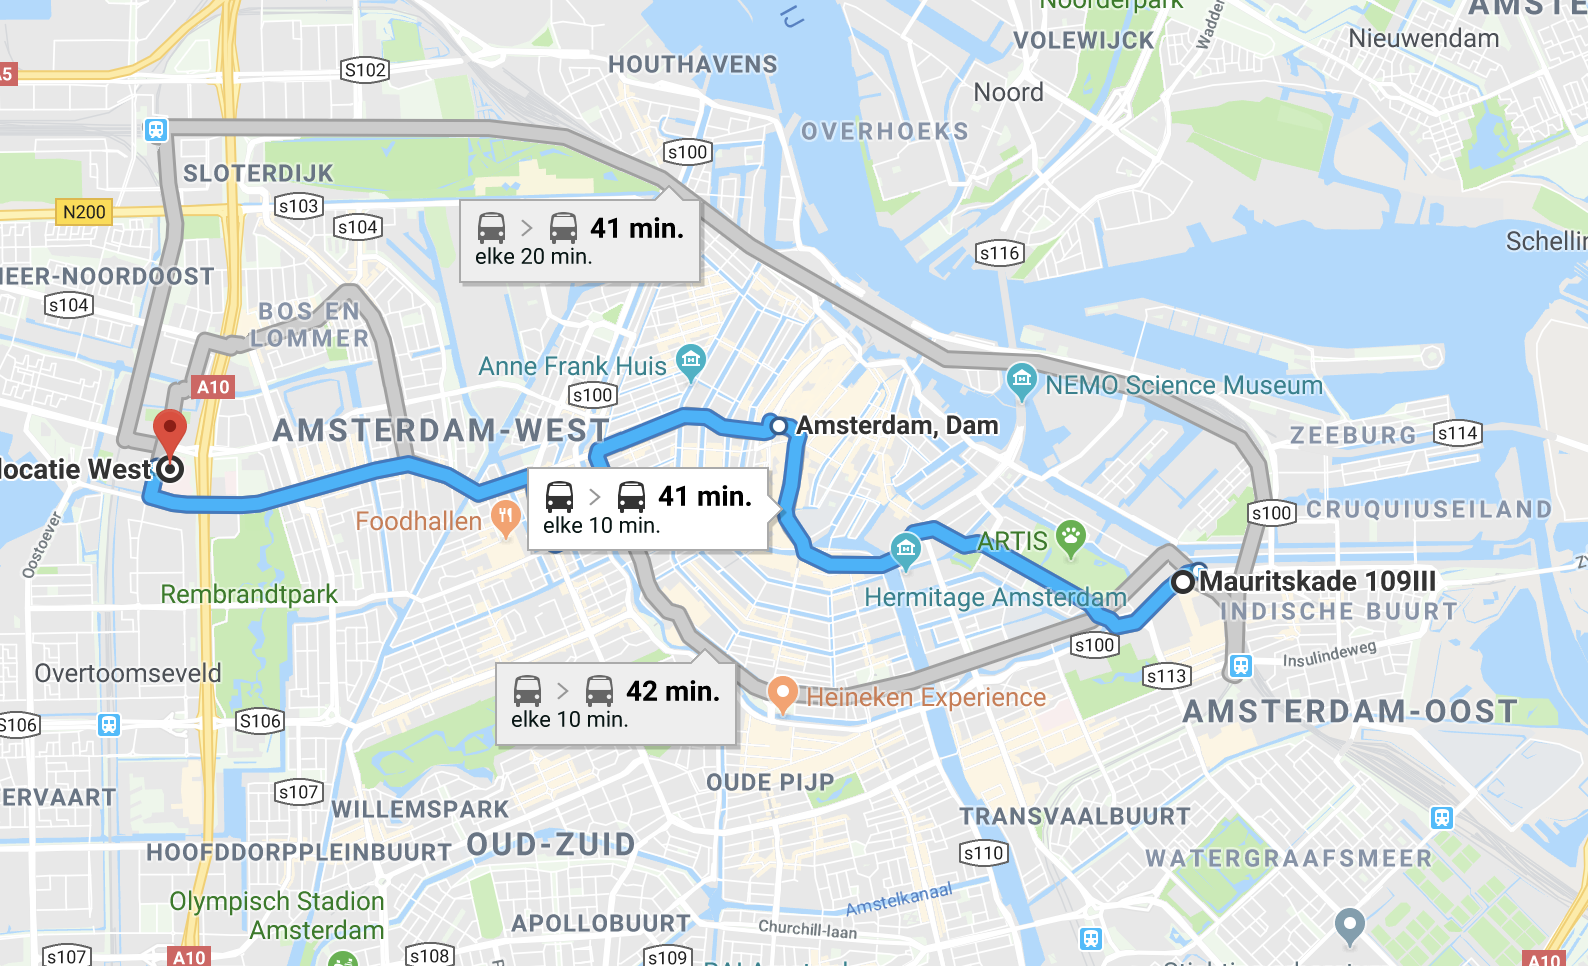 IJ
Noorderpark
VOLEWIJCK
Nieuwendam
HOUTHAVENS
S102
Noord
OVERHOEKS
s100
SLOTERDIJK
s103
N200
s104
41 min.
elke 20 min.
s116
s104
BOS EN
LOMMER
Anne Frank Huis
NEMO Science Museum
A10
s100
AMSTERDAM-WEST
Amsterdam, Dam
ZEEBURG
s114
locatie West
41 min.
elke 10 min.
Foodhallen
s100
CRUQUIUSEILAND
ARTIS
Oostoever
Mauritskade 109III
Rembrandtpark
Hermitage Amsterdam
INDISCHE BUURT
s100
Insulindeweg
Overtoomseveld
s113
42 min.
elke 10 min.
Heineken Experience
AMSTERDAM-OOST
S106
S106
OUDE PIJP
s107
WILLEMSPARK
TRANSVAALBUURT
HOOFDDORPPLEINBUURT
OUD-ZUID
s110
WATERGRAAFSMEER
Olympisch Stadion
Amsterdam
Amstelkanaal
APOLLOBUURT
Churchill-laan
s107
A10
s108
s109
A10